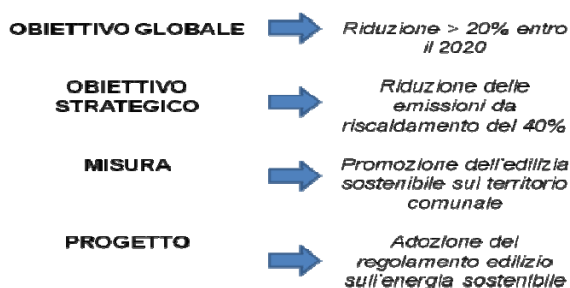 OBIETTIVO GLOBALE
Riduzione > 20% entro
il 2020
OBIETTIVO
STRATEGICO
Riduzione delle
emissioni da
riscaldamento del 40%
MISURA
Promozione dell'edilizia
sostenibile sul territorio
comunale
PROGETTO
Adozione del
regolamento edilizio
sull'energia sostenibile